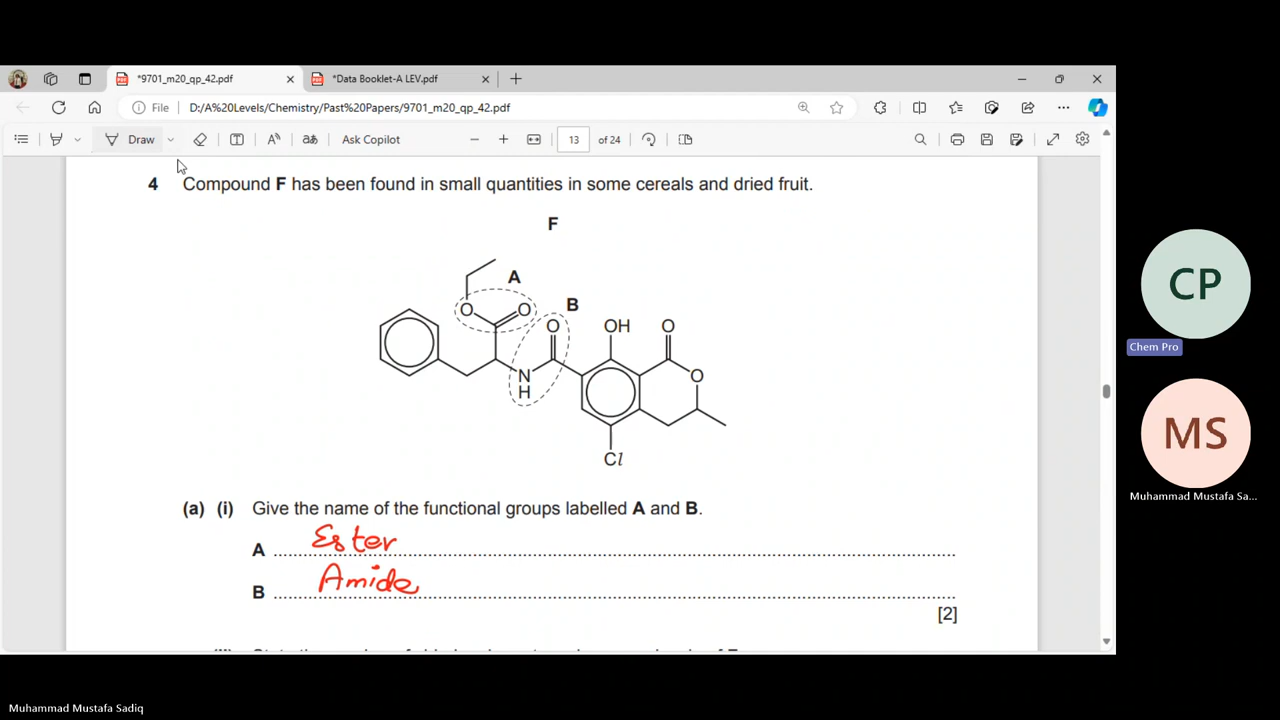 *9701_m20_qp_42.pdf
*Data Booklet-A LEV.pdf
File D:/A%20Levels/Chemistry/Past%20Papers/9701_m20_qp_42.pdf
Draw Ask Copilot 13 of 24
4 Compound F has been found in small quantities in some cereals and dried fruit.
F
A
O O
B
O OH O
N
H
O
Cl
(a) (i) Give the name of the functional groups labelled A and B.
A Ester
B Amide
[2]
CP
Chem Pro
MS
Muhammad Mustafa Sa...
Muhammad Mustafa Sadiq